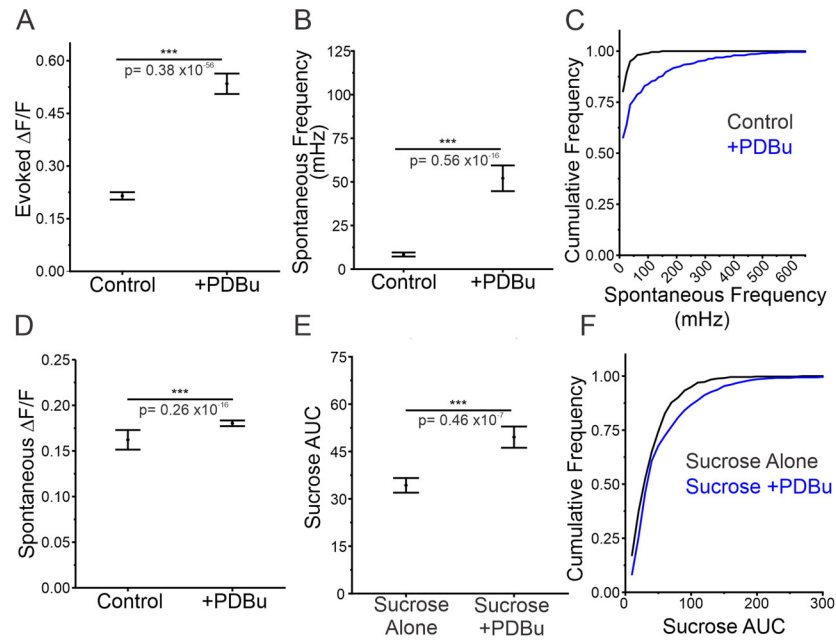 A
Evoked ΔF/F
0.60
0.45
0.30
0.15
0.00
***
p= 0.38 x10-56
Control
+PDBu
B
Spontaneous Frequency
(mHz)
125
100
75
50
25
0
***
p= 0.56 x10-16
Control
+PDBu
C
Cumulative Frequency
1.00
0.75
0.50
0.25
0.00
Control
+PDBu
0
100
200
300
400
500
600
Spontaneous Frequency
(mHz)
D
Spontaneous ΔF/F
0.25
0.20
0.15
0.10
0.05
0.00
***
p= 0.26 x10-16
Control
+PDBu
E
Sucrose AUC
75
60
45
30
15
0
***
p= 0.46 x10-7
Sucrose
Alone
Sucrose
+PDBu
F
Cumulative Frequency
1.00
0.75
0.50
0.25
0.00
Sucrose Alone
Sucrose +PDBu
0
100
200
300
Sucrose AUC